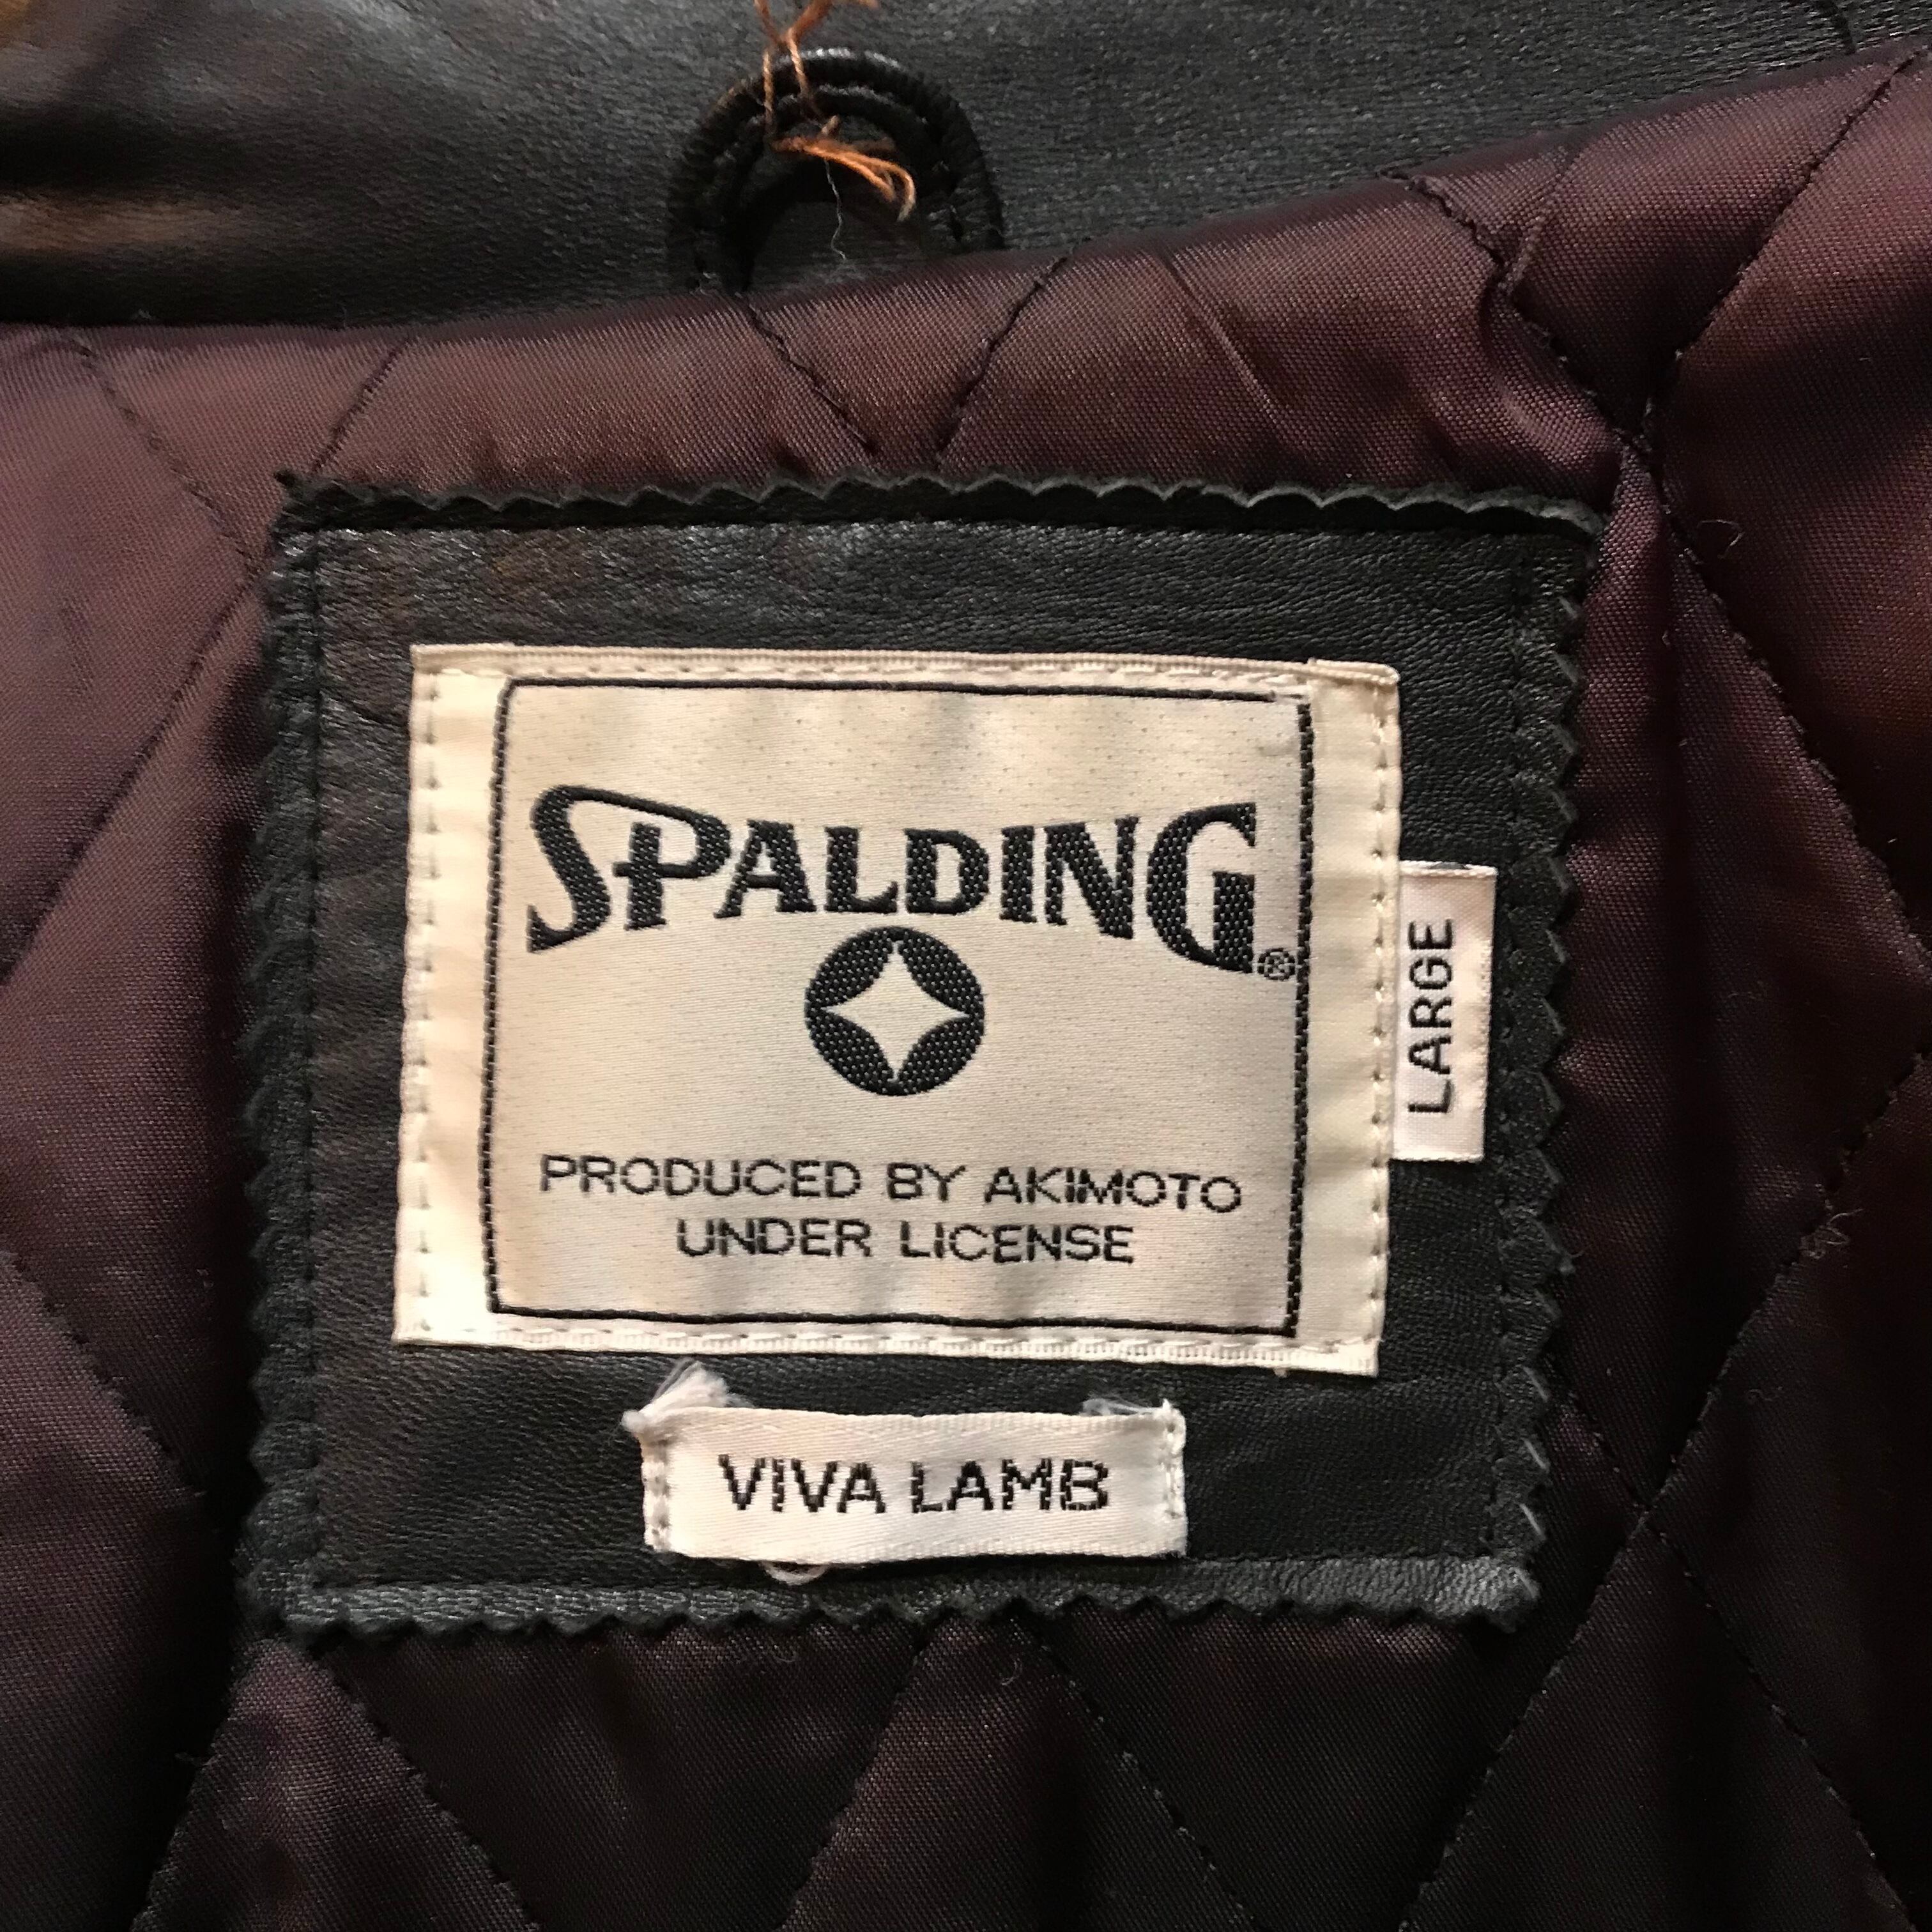 SPALDING®
PRODUCED BY AKIMOTO
UNDER LICENSE
LARGE
VIVA LAMB